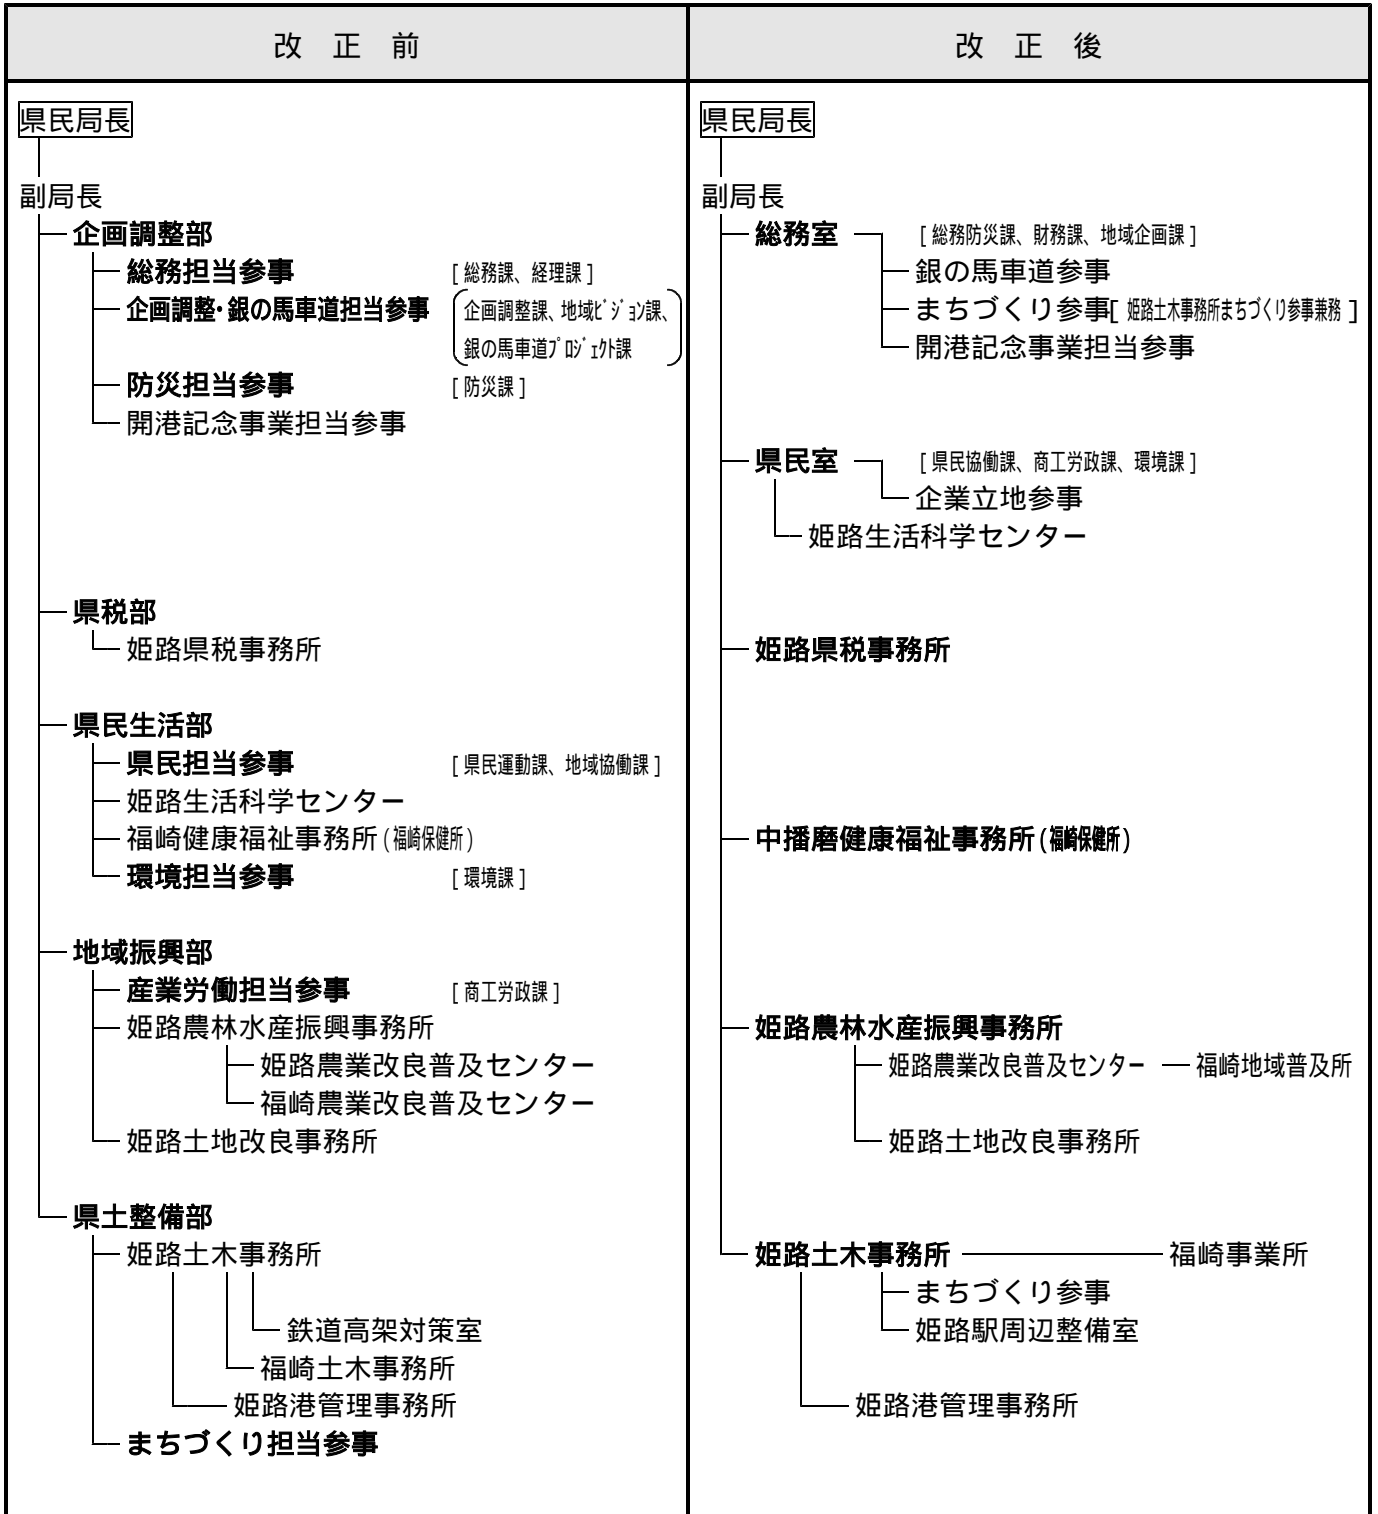 改 正 前
県民局長
副局長
企画調整部
総務担当参事 [ 総務課、経理課 ]
企画調整・銀の馬車道担当参事 企画調整課、地域ﾋﾞｼﾞｮﾝ課、
銀の馬車道ﾌﾟﾛｼﾞｪｸﾄ課
防災担当参事 [ 防災課 ]
開港記念事業担当参事
県税部
姫路県税事務所
県民生活部
県民担当参事 [ 県民運動課、地域協働課 ]
姫路生活科学センター
福崎健康福祉事務所 (福崎保健所)
環境担当参事 [ 環境課 ]
地域振興部
産業労働担当参事 [ 商工労政課 ]
姫路農林水産振興事務所
姫路農業改良普及センター
福崎農業改良普及センター
姫路土地改良事務所
県土整備部
姫路土木事務所
鉄道高架対策室
福崎土木事務所
姫路港管理事務所
まちづくり担当参事
改 正 後
県民局長
副局長
総務室 [ 総務防災課、財務課、地域企画課 ]
銀の馬車道参事
まちづくり参事[ 姫路土木事務所まちづくり参事兼務 ]
開港記念事業担当参事
県民室 [ 県民協働課、商工労政課、環境課 ]
企業立地参事
姫路生活科学センター
姫路県税事務所
中播磨健康福祉事務所 (福崎保健所)
姫路農林水産振興事務所
姫路農業改良普及センター 福崎地域普及所
姫路土地改良事務所
姫路土木事務所 福崎事業所
まちづくり参事
姫路駅周辺整備室
姫路港管理事務所